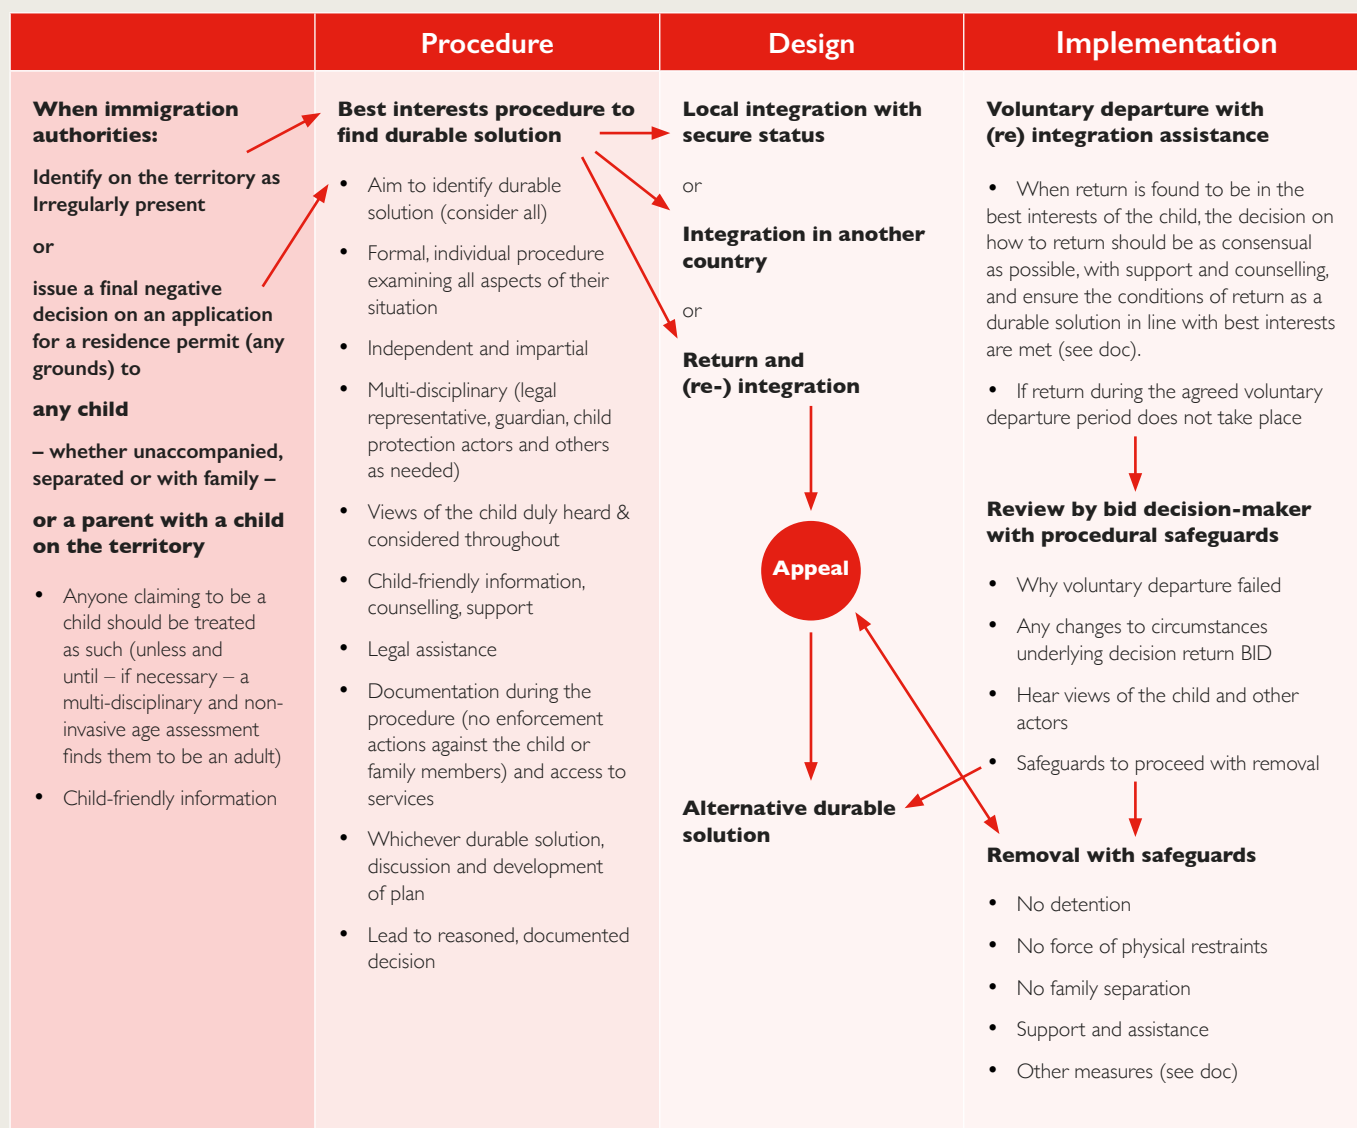 Procedure
Design
Implementation
When immigration
authorities:
Identify on the territory as
Irregularly present
or
issue a final negative
decision on an application
for a residence permit (any
grounds) to
any child
– whether unaccompanied,
separated or with family –
or a parent with a child
on the territory
• Anyone claiming to be a
child should be treated
as such (unless and
until – if necessary – a
multi-disciplinary and non-
invasive age assessment
finds them to be an adult)
• Child-friendly information
Best interests procedure to
find durable solution
• Aim to identify durable
solution (consider all)
• Formal, individual procedure
examining all aspects of their
situation
• Independent and impartial
• Multi-disciplinary (legal
representative, guardian, child
protection actors and others
as needed)
• Views of the child duly heard &
considered throughout
• Child-friendly information,
counselling, support
• Legal assistance
• Documentation during the
procedure (no enforcement
actions against the child or
family members) and access to
services
• Whichever durable solution,
discussion and development
of plan
• Lead to reasoned, documented
decision
Local integration with
secure status
or
Integration in another
country
or
Return and
(re-) integration
Appeal
Alternative durable
solution
Voluntary departure with
(re) integration assistance
• When return is found to be in the
best interests of the child, the decision on
how to return should be as consensual
as possible, with support and counselling,
and ensure the conditions of return as a
durable solution in line with best interests
are met (see doc).
• If return during the agreed voluntary
departure period does not take place
Review by bid decision-maker
with procedural safeguards
• Why voluntary departure failed
• Any changes to circumstances
underlying decision return BID
• Hear views of the child and other
actors
• Safeguards to proceed with removal
Removal with safeguards
• No detention
• No force of physical restraints
• No family separation
• Support and assistance
• Other measures (see doc)